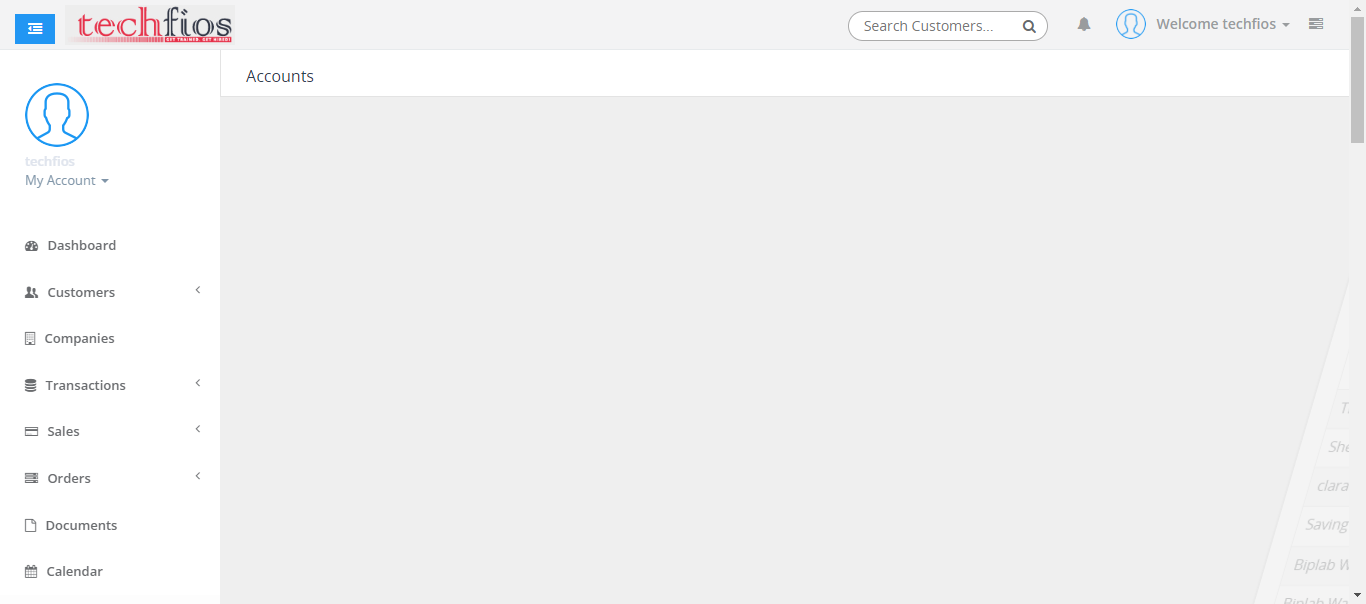 techfios
GET TRAINED. GET HIRED!
Search Customers...
Welcome techfios
Accounts
techfios
My Account
Dashboard
Customers
Companies
Transactions
Sales
Orders
Documents
Calendar
She
clara
Saving
Biplab W
Biplab Wa